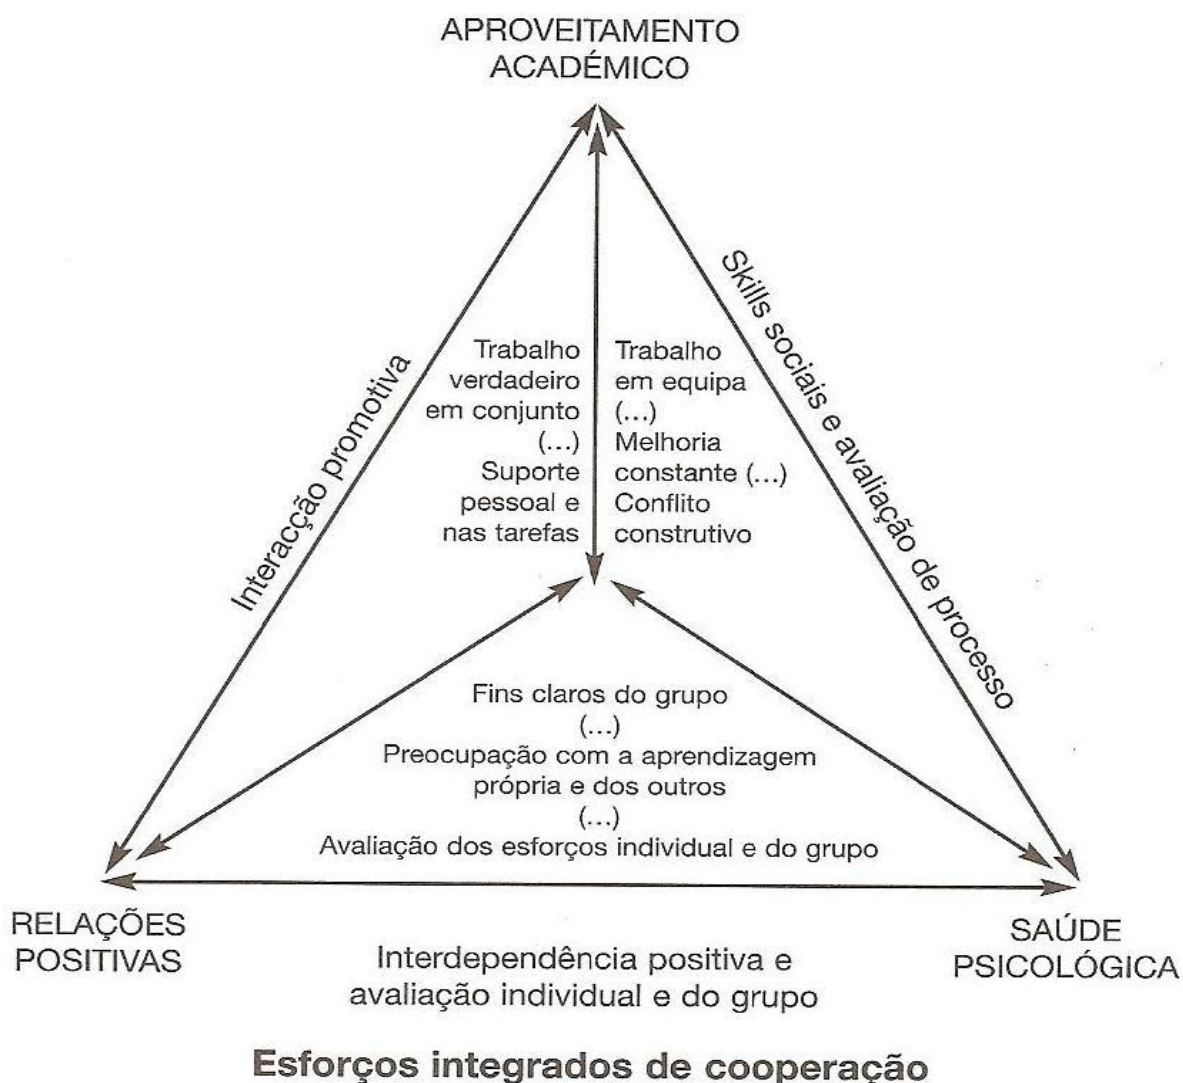 APROVEITAMENTO
ACADÉMICO
Interacção promotiva
Skills sociais e avaliação de processo
Trabalho
verdadeiro
em conjunto
(...)
Suporte
pessoal e
nas tarefas
Trabalho
em equipa
(...)
Melhoria
constante (...)
Conflito
construtivo
Fins claros do grupo
(...)
Preocupação com a aprendizagem
própria e dos outros
(...)
Avaliação dos esforços individual e do grupo
RELAÇÕES
POSITIVAS
SAÚDE
PSICOLÓGICA
Interdependência positiva e
avaliação individual e do grupo
Esforços integrados de cooperação